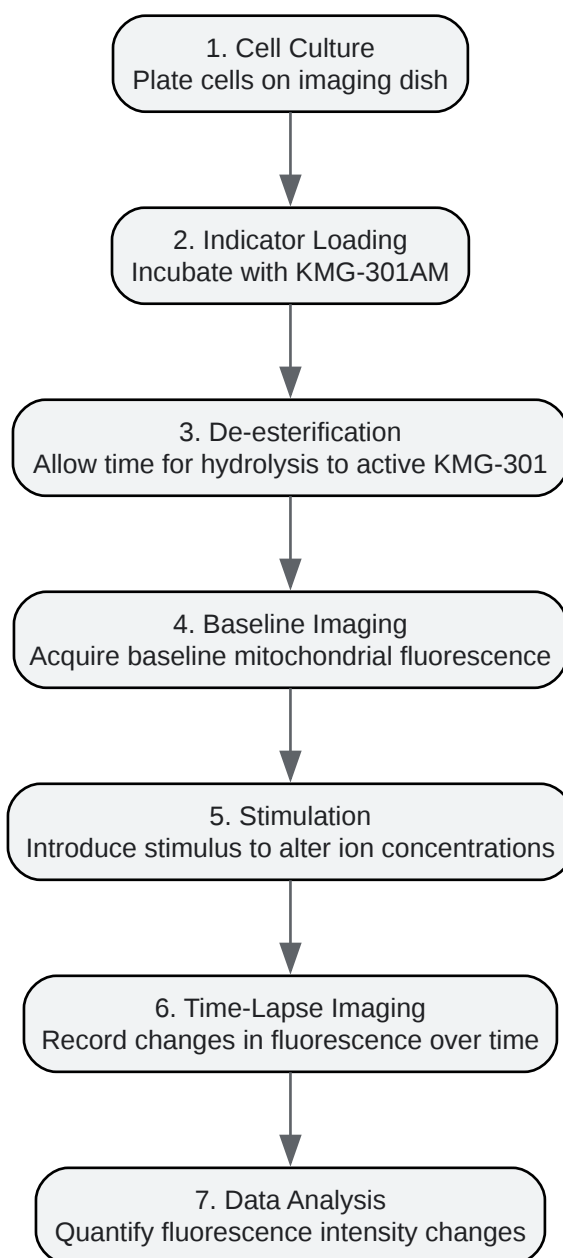 1. Cell Culture
Plate cells on imaging dish
2. Indicator Loading
Incubate with KMG-301AM
3. De-esterification
Allow time for hydrolysis to active KMG-301
4. Baseline Imaging
Acquire baseline mitochondrial fluorescence
5. Stimulation
Introduce stimulus to alter ion concentrations
6. Time-Lapse Imaging
Record changes in fluorescence over time
7. Data Analysis
Quantify fluorescence intensity changes